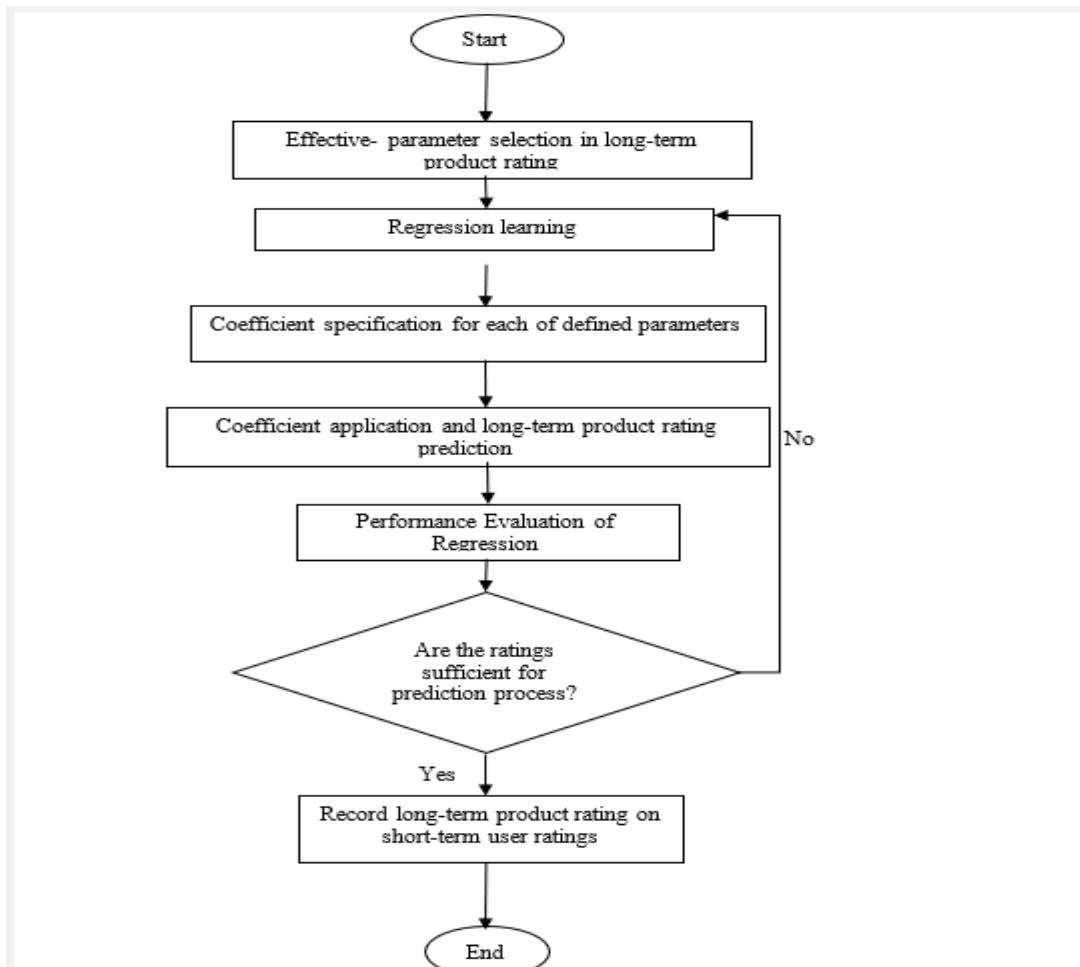 Start
Effective- parameter selection in long-term
product rating
Regression learning
Coefficient specification for each of defined parameters
Coefficient application and long-term product rating
prediction
No
Performance Evaluation of
Regression
Are the ratings
sufficient for
prediction process?
Yes
Record long-term product rating on
short-term user ratings
End